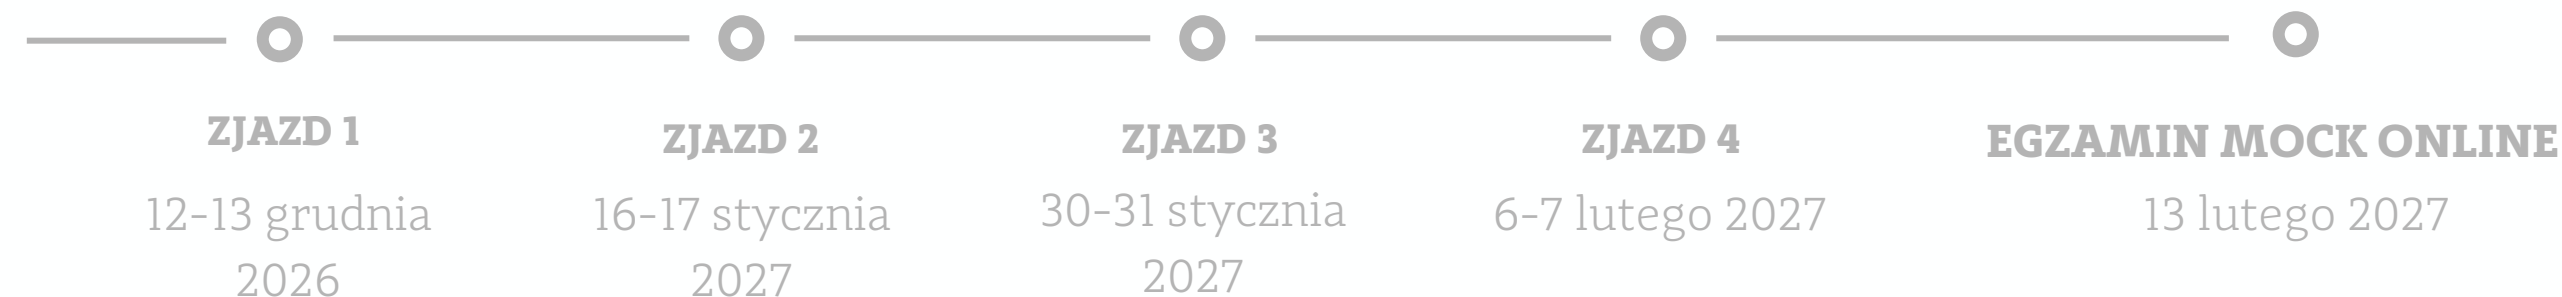 ZJAZD 1
12-13 grudnia
2026
ZJAZD 2
16-17 stycznia
2027
ZJAZD 3
30-31 stycznia
2027
ZJAZD 4
6-7 lutego 2027
EGZAMIN MOCK ONLINE
13 lutego 2027